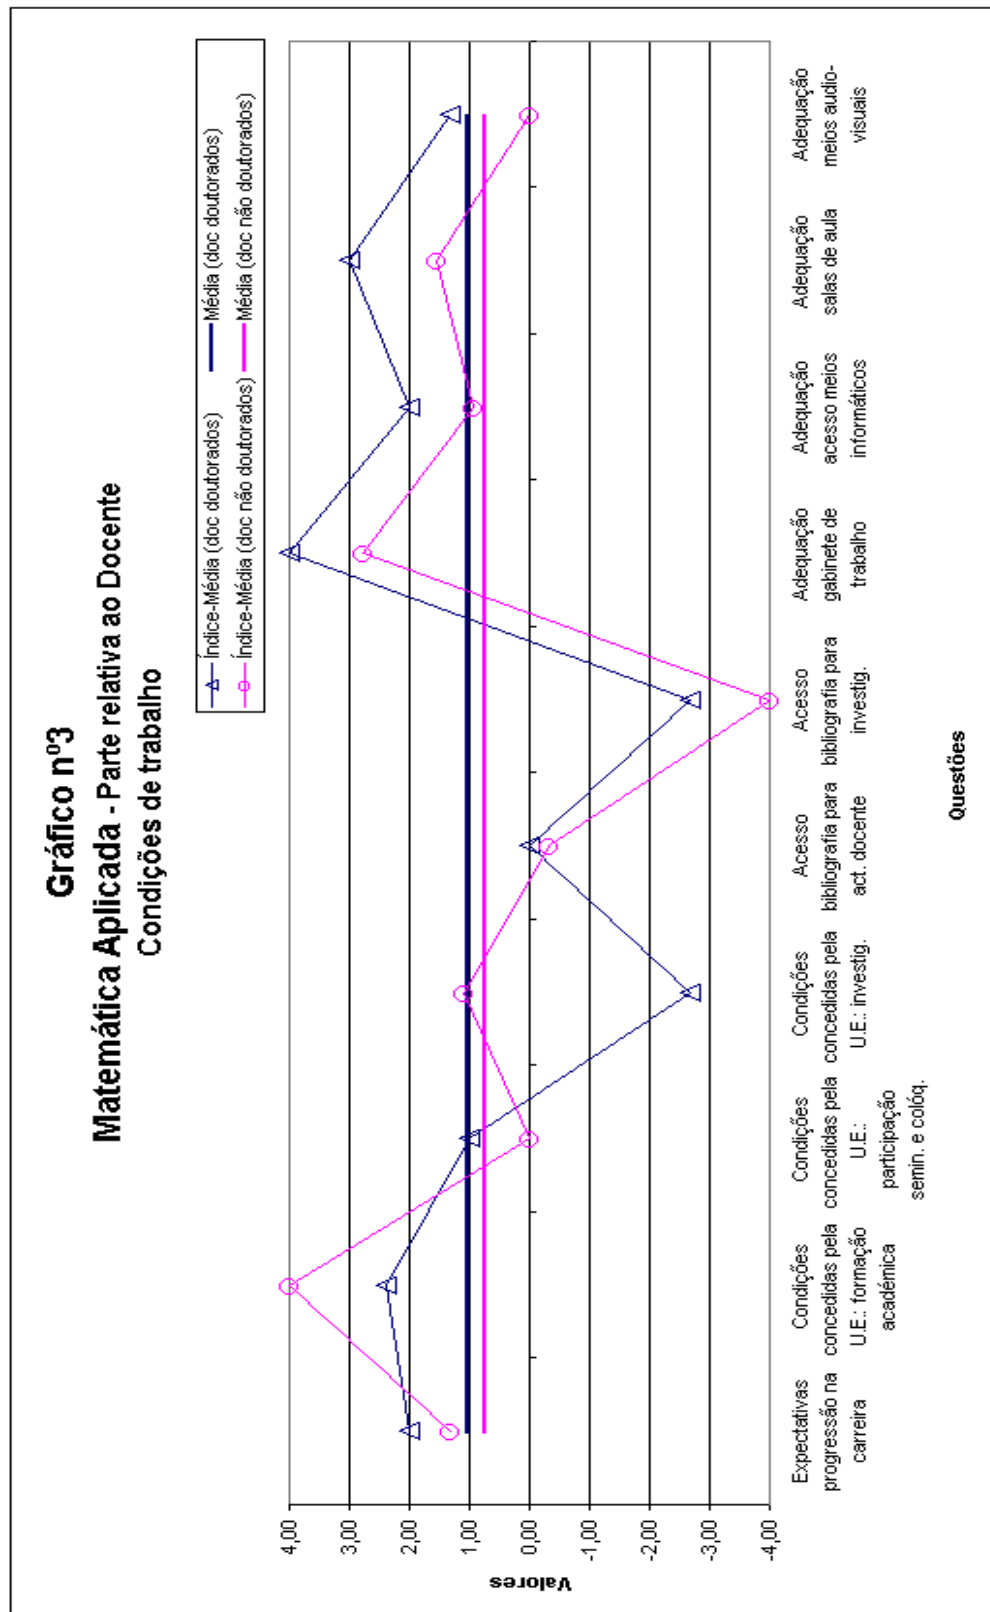 Gráfico nº3
Matemática Aplicada - Parte relativa ao Docente
Condições de trabalho
Índice-Média (doc doutorados)
Média (doc doutorados)
Índice-Média (doc não doutorados)
Média (doc não doutorados)
Valores
4,00
3,00
2,00
1,00
0,00
-1,00
-2,00
-3,00
-4,00
Expectativas
progressão na
carreira
Condições
concedidas pela
U.E.: formação
académica
Condições
concedidas pela
U.E.:
participação
semin. e colóq.
Condições
concedidas pela
U.E.: investig.
Acesso
bibliografia para
act. docente
Acesso
bibliografia para
investig.
Adequação
gabinete de
trabalho
Adequação
acesso meios
informáticos
Adequação
salas de aula
Adequação
meios audio-
visuais
Questões